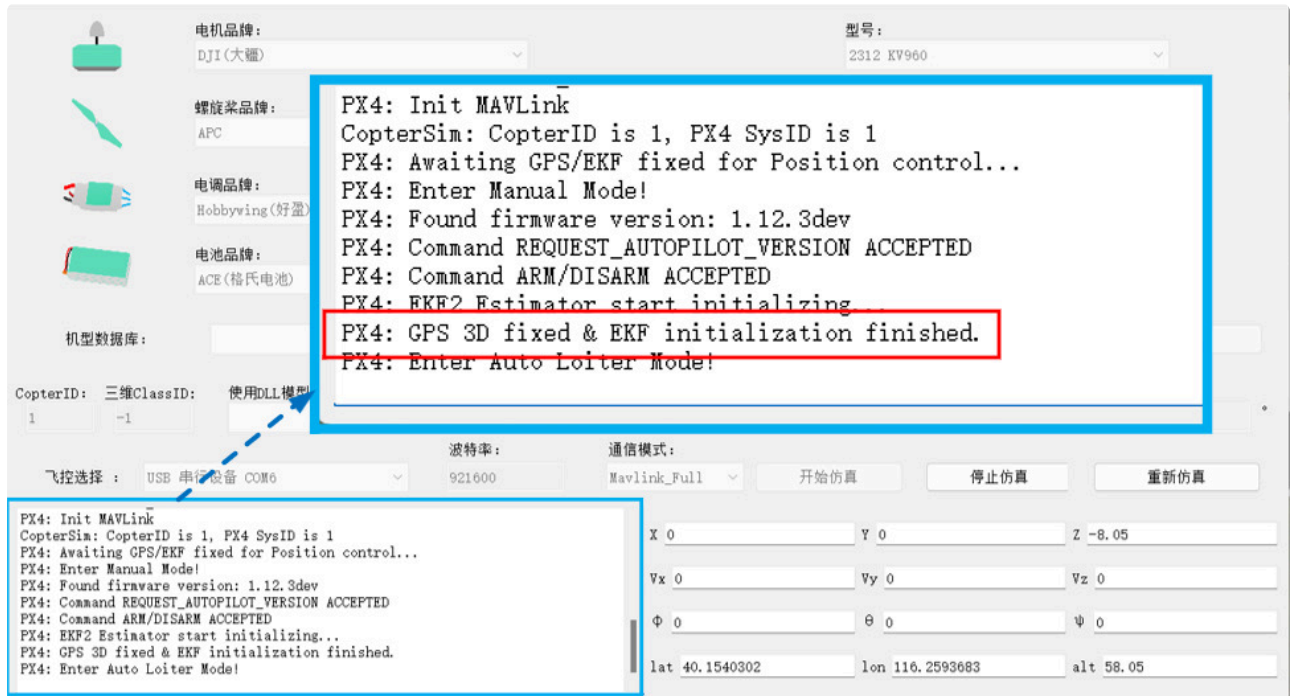 电机品牌：
型号：
DJI(大疆)
2312 KV960
螺旋桨品牌：
APC
电调品牌：
Hobbywing(好盈)
电池品牌：
ACE(格氏电池)
PX4: Init MAVLink
CopterSim: CopterID is 1, PX4 SysID is 1
PX4: Awaiting GPS/EKF fixed for Position control...
PX4: Enter Manual Mode!
PX4: Found firmware version: 1.12.3dev
PX4: Command REQUEST_AUTOPILOT_VERSION ACCEPTED
PX4: Command ARM/DISARM ACCEPTED
PX4: EKF2 Estimator start initializing...
PX4: GPS 3D fixed & EKF initialization finished.
PX4: Enter Auto Loiter Mode!
机型数据库：
CopterID: 三维ClassID: 使用DLL模型
1 -1
波特率： 通信模式：
飞控选择 ： USB 串行设备 COM6 921600 Mavlink_Full 开始仿真 停止仿真 重新仿真
PX4: Init MAVLink
CopterSim: CopterID is 1, PX4 SysID is 1
PX4: Awaiting GPS/EKF fixed for Position control...
PX4: Enter Manual Mode!
PX4: Found firmware version: 1.12.3dev
PX4: Command REQUEST_AUTOPILOT_VERSION ACCEPTED
PX4: Command ARM/DISARM ACCEPTED
PX4: EKF2 Estimator start initializing...
PX4: GPS 3D fixed & EKF initialization finished.
PX4: Enter Auto Loiter Mode!
X 0 Y 0 Z -8.05
Vx 0 Vy 0 Vz 0
Φ 0 θ 0 ψ 0
lat 40.1540302 lon 116.2593683 alt 58.05